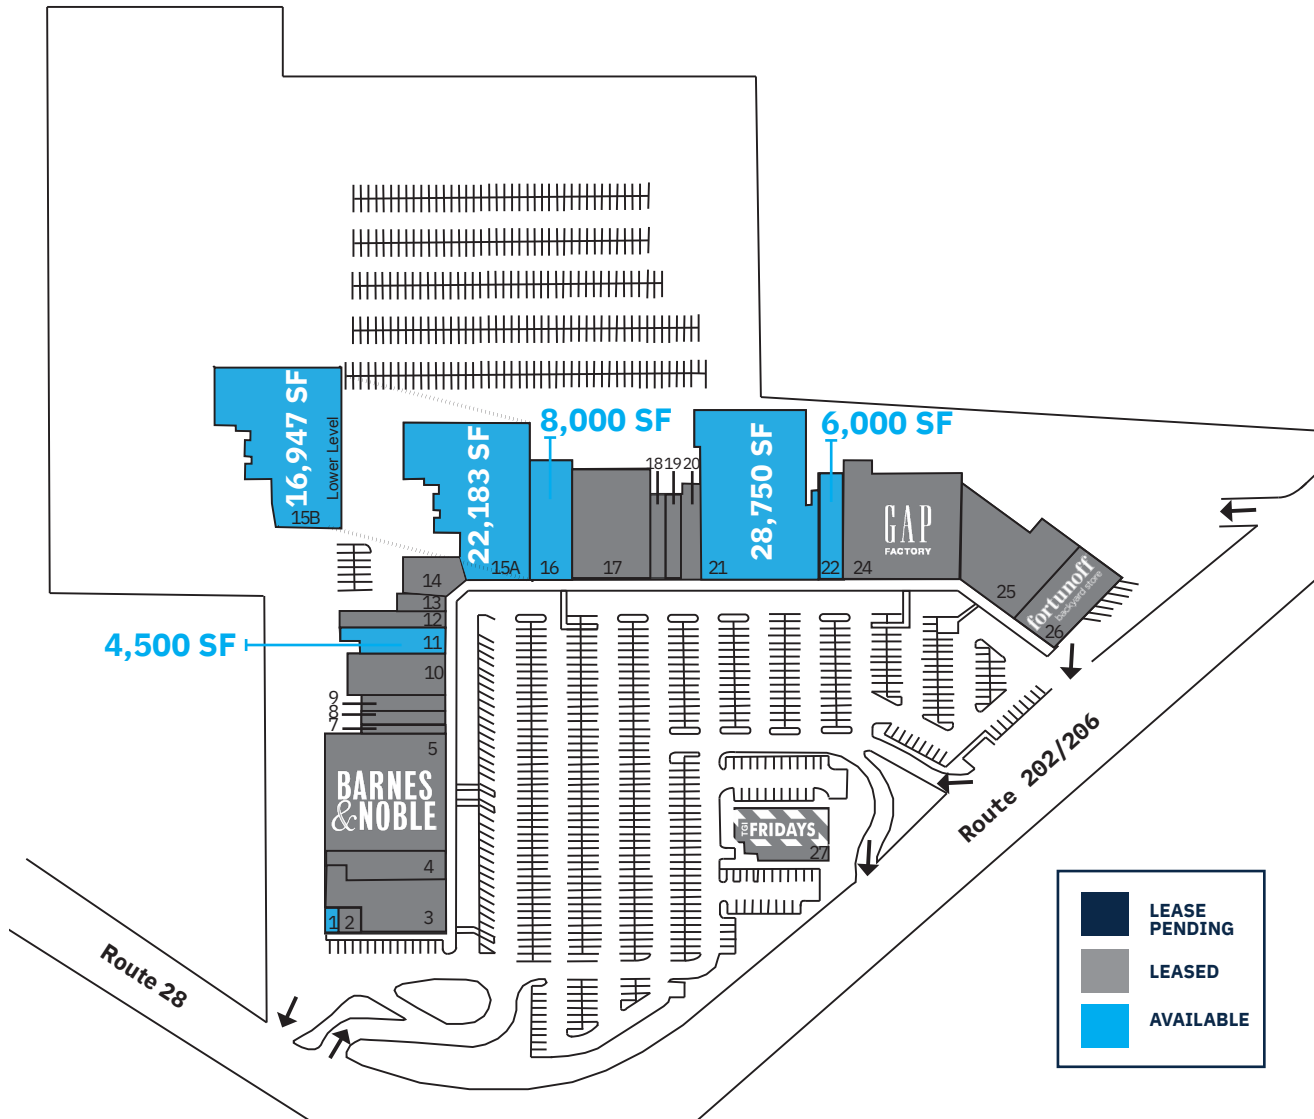 16,947 SF
Lower Level
15B
22,183 SF
15A
8,000 SF
16
17
18
19
20
28,750 SF
21
6,000 SF
22
24
GAP
FACTORY
25
fortunoff
backyard store
26
14
13
12
4,500 SF
11
10
9
8
7
5
BARNES
&NOBLE
4
3
1
2
TGI
FRIDAYS
27
Route 202/206
Route 28
LEASE
PENDING
LEASED
AVAILABLE